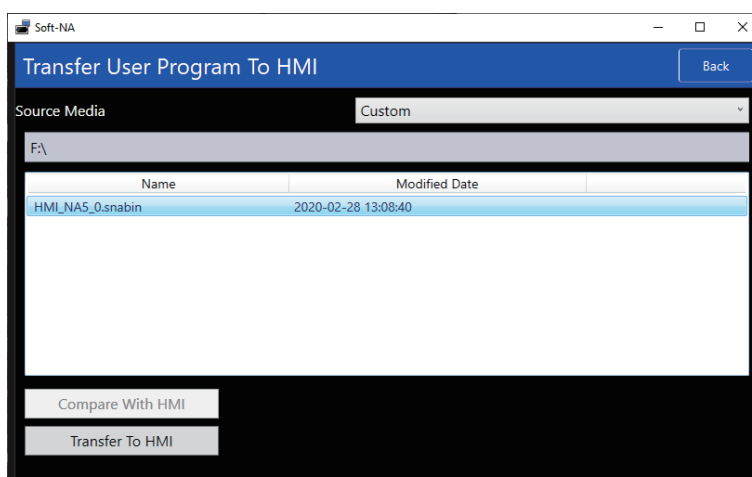 Soft-NA
Transfer User Program To HMI
Back
Source Media
Custom
F:\
Name Modified Date
HMI_NA5_0.snabin 2020-02-28 13:08:40
Compare With HMI
Transfer To HMI